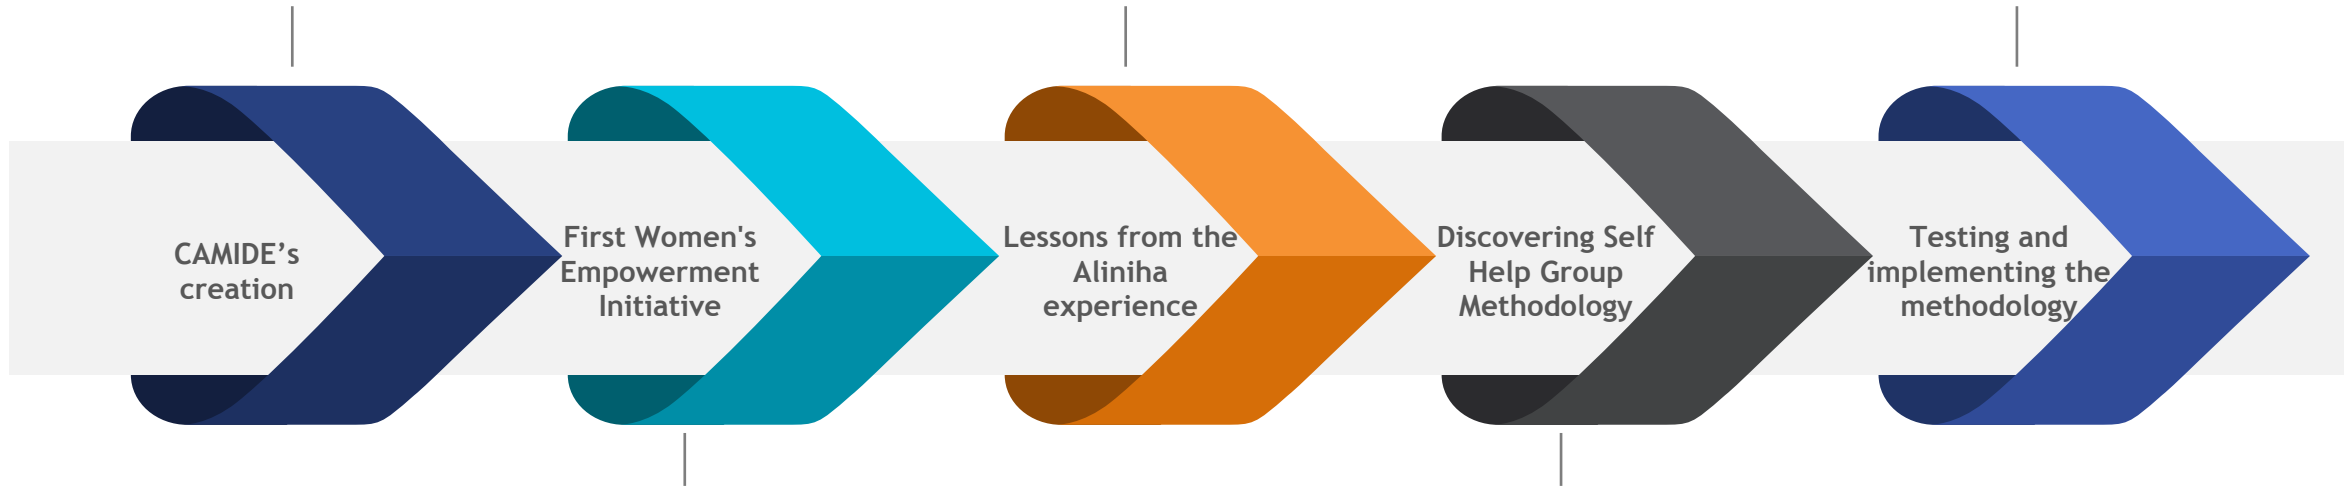 CAMIDE’s
creation
First Women's
Empowerment
Initiative
Lessons from the
Aliniha
experience
Discovering Self
Help Group
Methodology
Testing and
implementing the
methodology